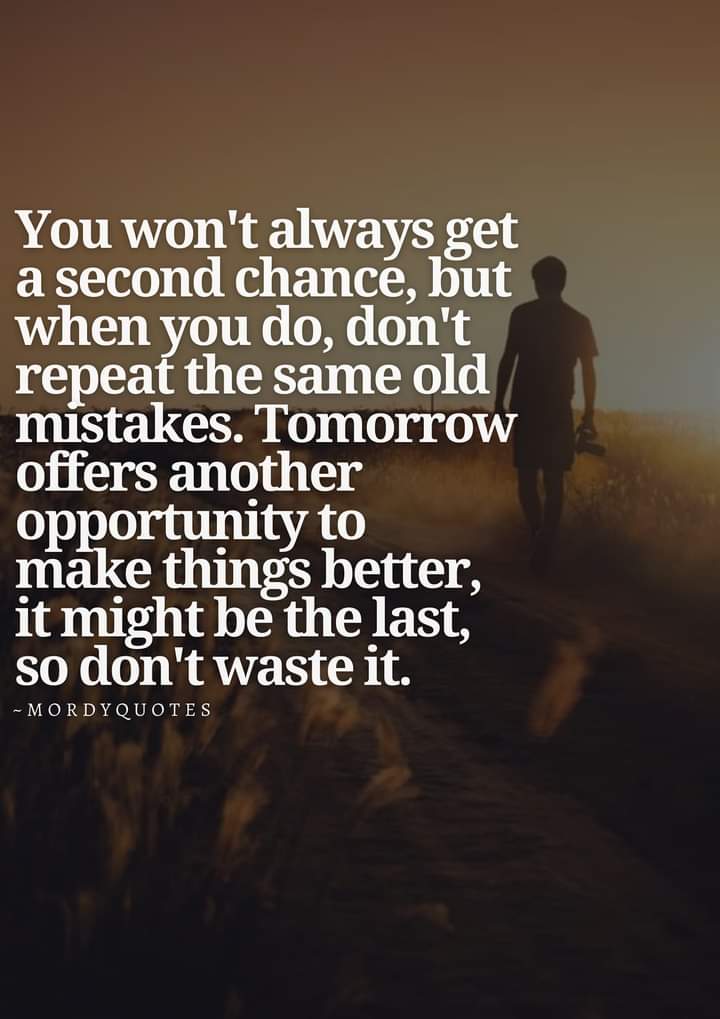 You won't always get
a second chance, but
when you do, don't
repeat the same old
mistakes. Tomorrow
offers another
opportunity to
make things better,
it might be the last,
so don't waste it.
~MORDYQUOTES